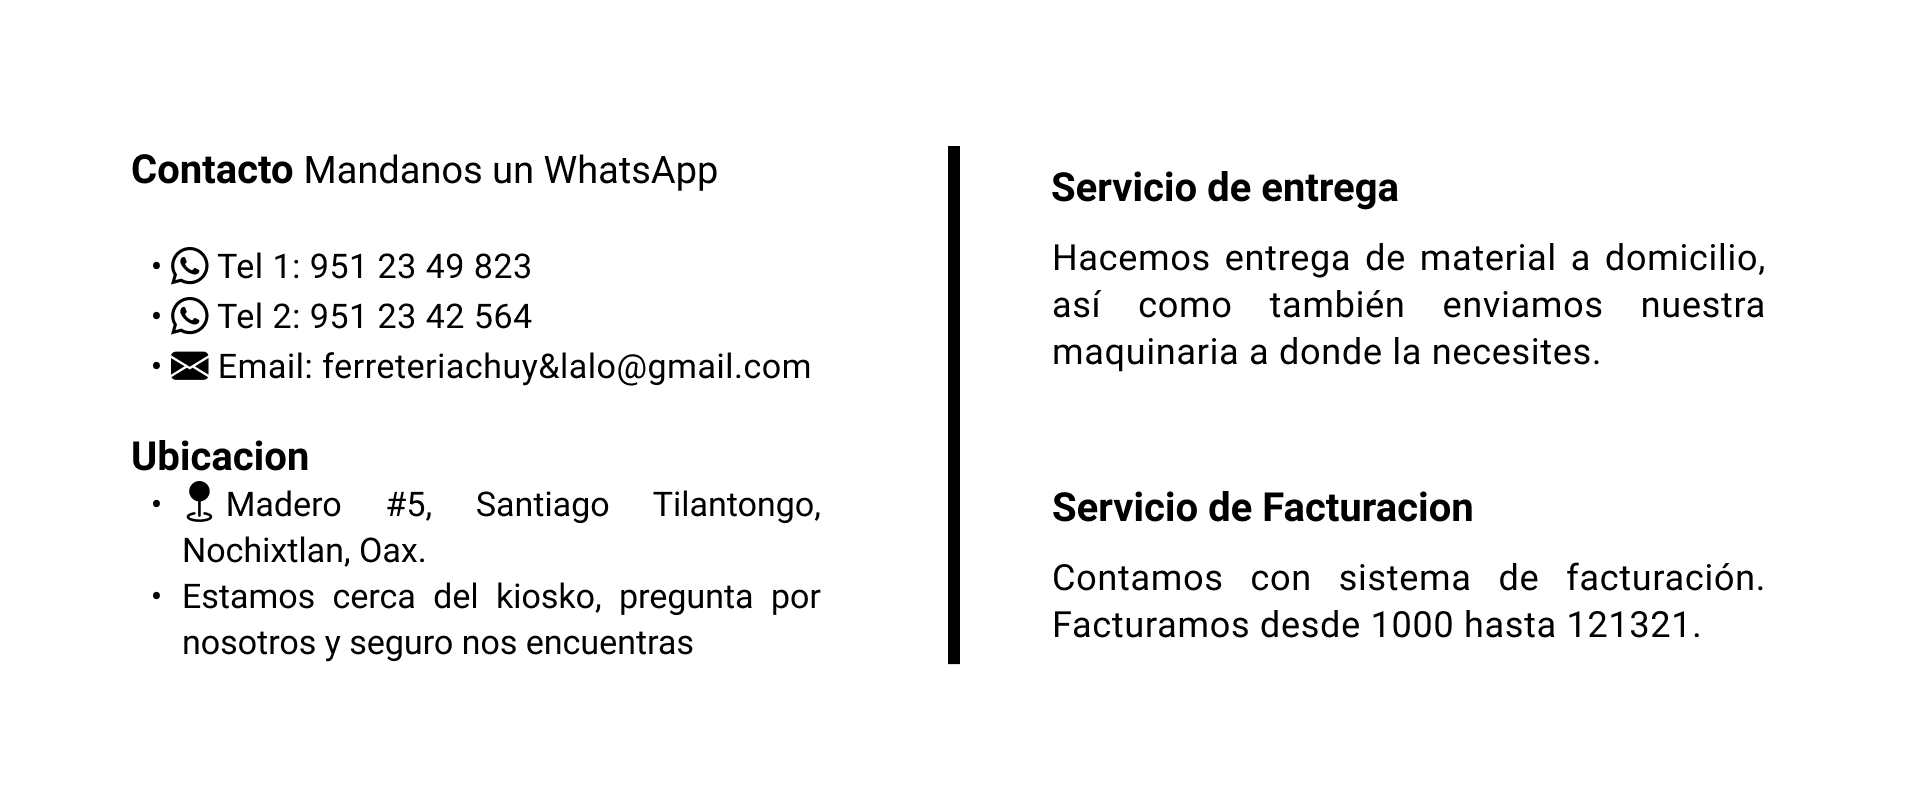 Contacto Mandanos un WhatsApp
• Tel 1: 951 23 49 823
• Tel 2: 951 23 42 564
• Email: ferreteriachuy&lalo@gmail.com
Ubicacion
• Madero #5, Santiago Tilantongo,
Nochixtlan, Oax.
• Estamos cerca del kiosko, pregunta por
nosotros y seguro nos encuentras
Servicio de entrega
Hacemos entrega de material a domicilio,
así como también enviamos nuestra
maquinaria a donde la necesites.
Servicio de Facturacion
Contamos con sistema de facturación.
Facturamos desde 1000 hasta 121321.